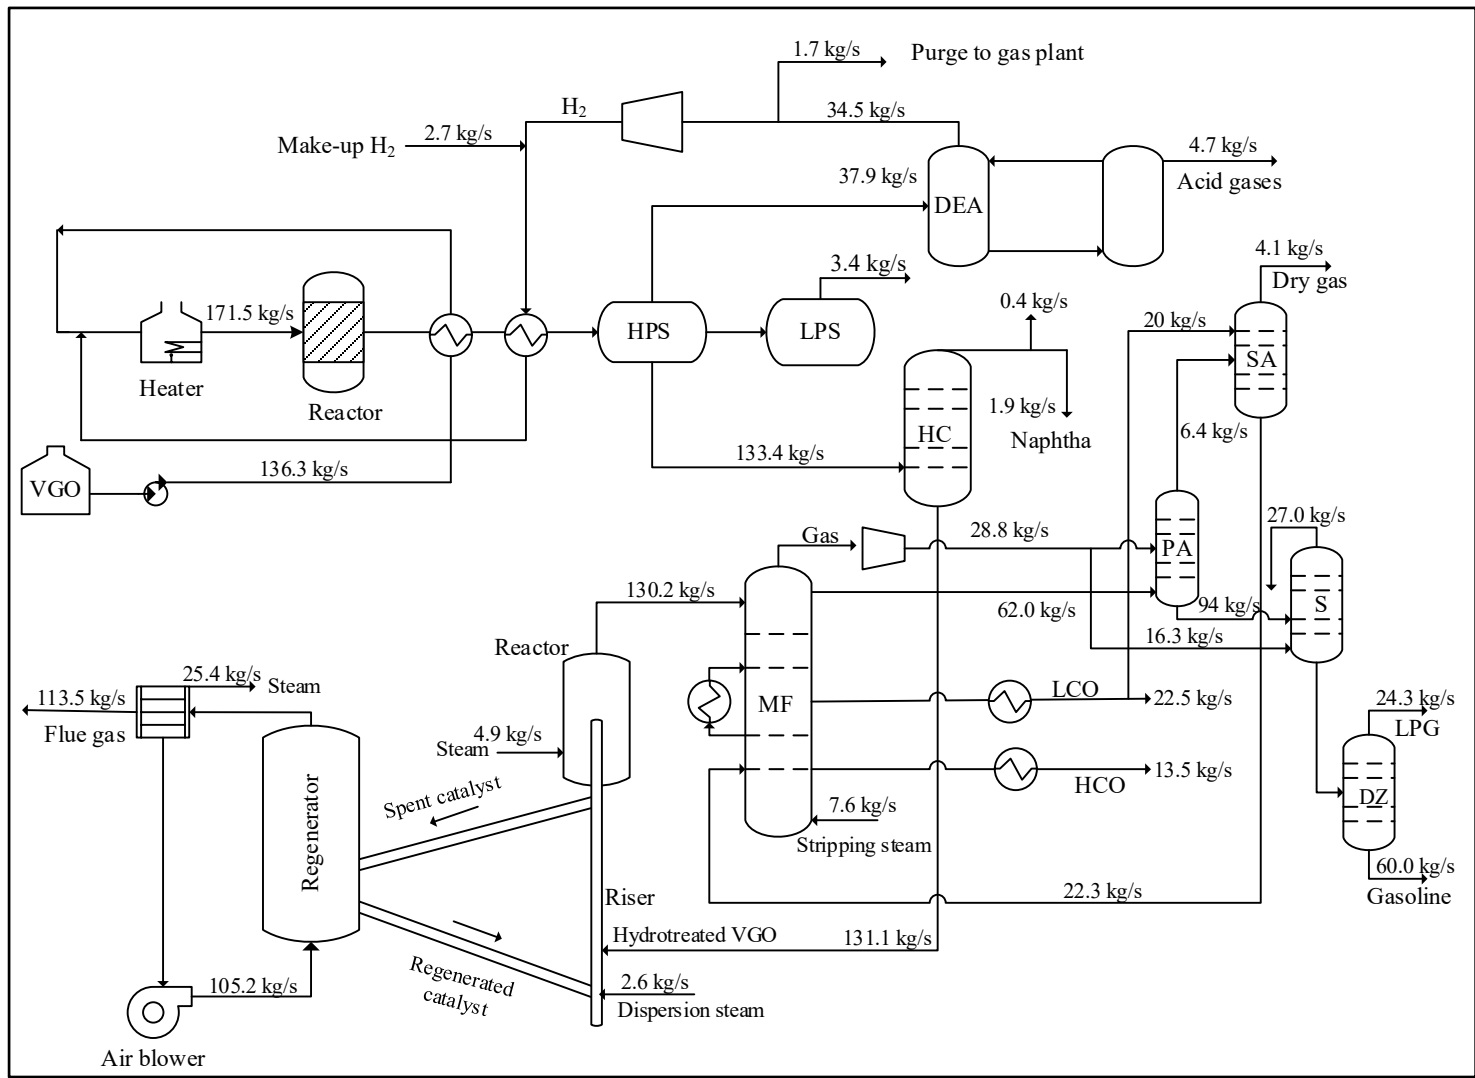 1.7 kg/s
Purge to gas plant
H2
34.5 kg/s
Make-up H2
2.7 kg/s
4.7 kg/s
Acid gases
37.9 kg/s
DEA
4.1 kg/s
Dry gas
3.4 kg/s
0.4 kg/s
171.5 kg/s
20 kg/s
HPS
LPS
SA
Heater
Reactor
1.9 kg/s
Naphtha
HC
6.4 kg/s
133.4 kg/s
136.3 kg/s
VGO
27.0 kg/s
Gas
28.8 kg/s
PA
130.2 kg/s
62.0 kg/s
94 kg/s
S
16.3 kg/s
Reactor
25.4 kg/s
Steam
113.5 kg/s
Flue gas
MF
LCO
22.5 kg/s
24.3 kg/s
LPG
4.9 kg/s
Steam
HCO
13.5 kg/s
Spent catalyst
DZ
7.6 kg/s
Stripping steam
Regenerator
60.0 kg/s
Gasoline
22.3 kg/s
Riser
Hydrotreated VGO
131.1 kg/s
Regenerated
catalyst
2.6 kg/s
Dispersion steam
105.2 kg/s
Air blower